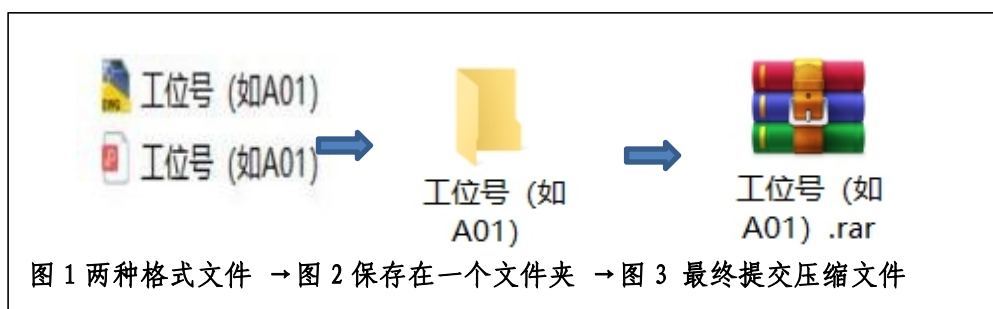 工位号 (如A01)
工位号 (如A01)
工位号 (如
A01)
工位号 (如
A01) .rar
图 1 两种格式文件 →图 2 保存在一个文件夹 →图 3 最终提交压缩文件